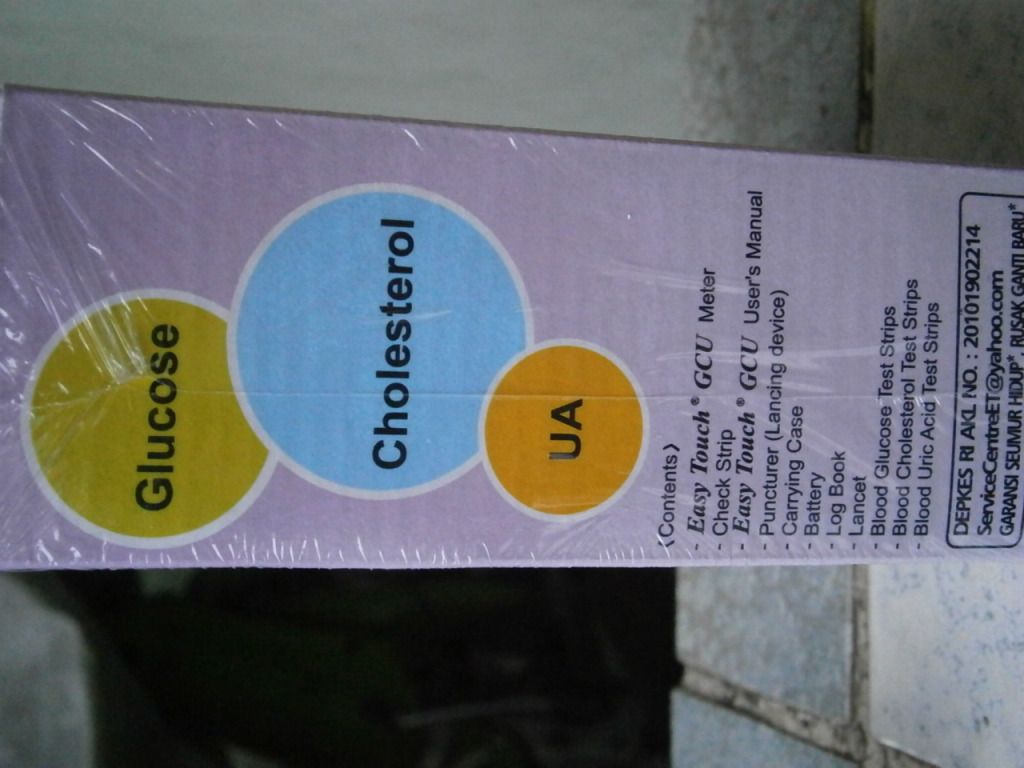 Glucose
Cholesterol
UA
〈Contents〉
- Easy Touch® GCU Meter
- Check Strip
- Easy Touch® GCU User's Manual
- Puncturer (Lancing device)
- Carrying Case
- Battery
- Log Book
- Lancet
- Blood Glucose Test Strips
- Blood Cholesterol Test Strips
- Blood Uric Acid Test Strips
DEPKES RI AKL NO. : 20101902214
ServiceCentreET@yahoo.com
GARANSI SEUMUR HIDUP* RUSAK GANTI BARU*